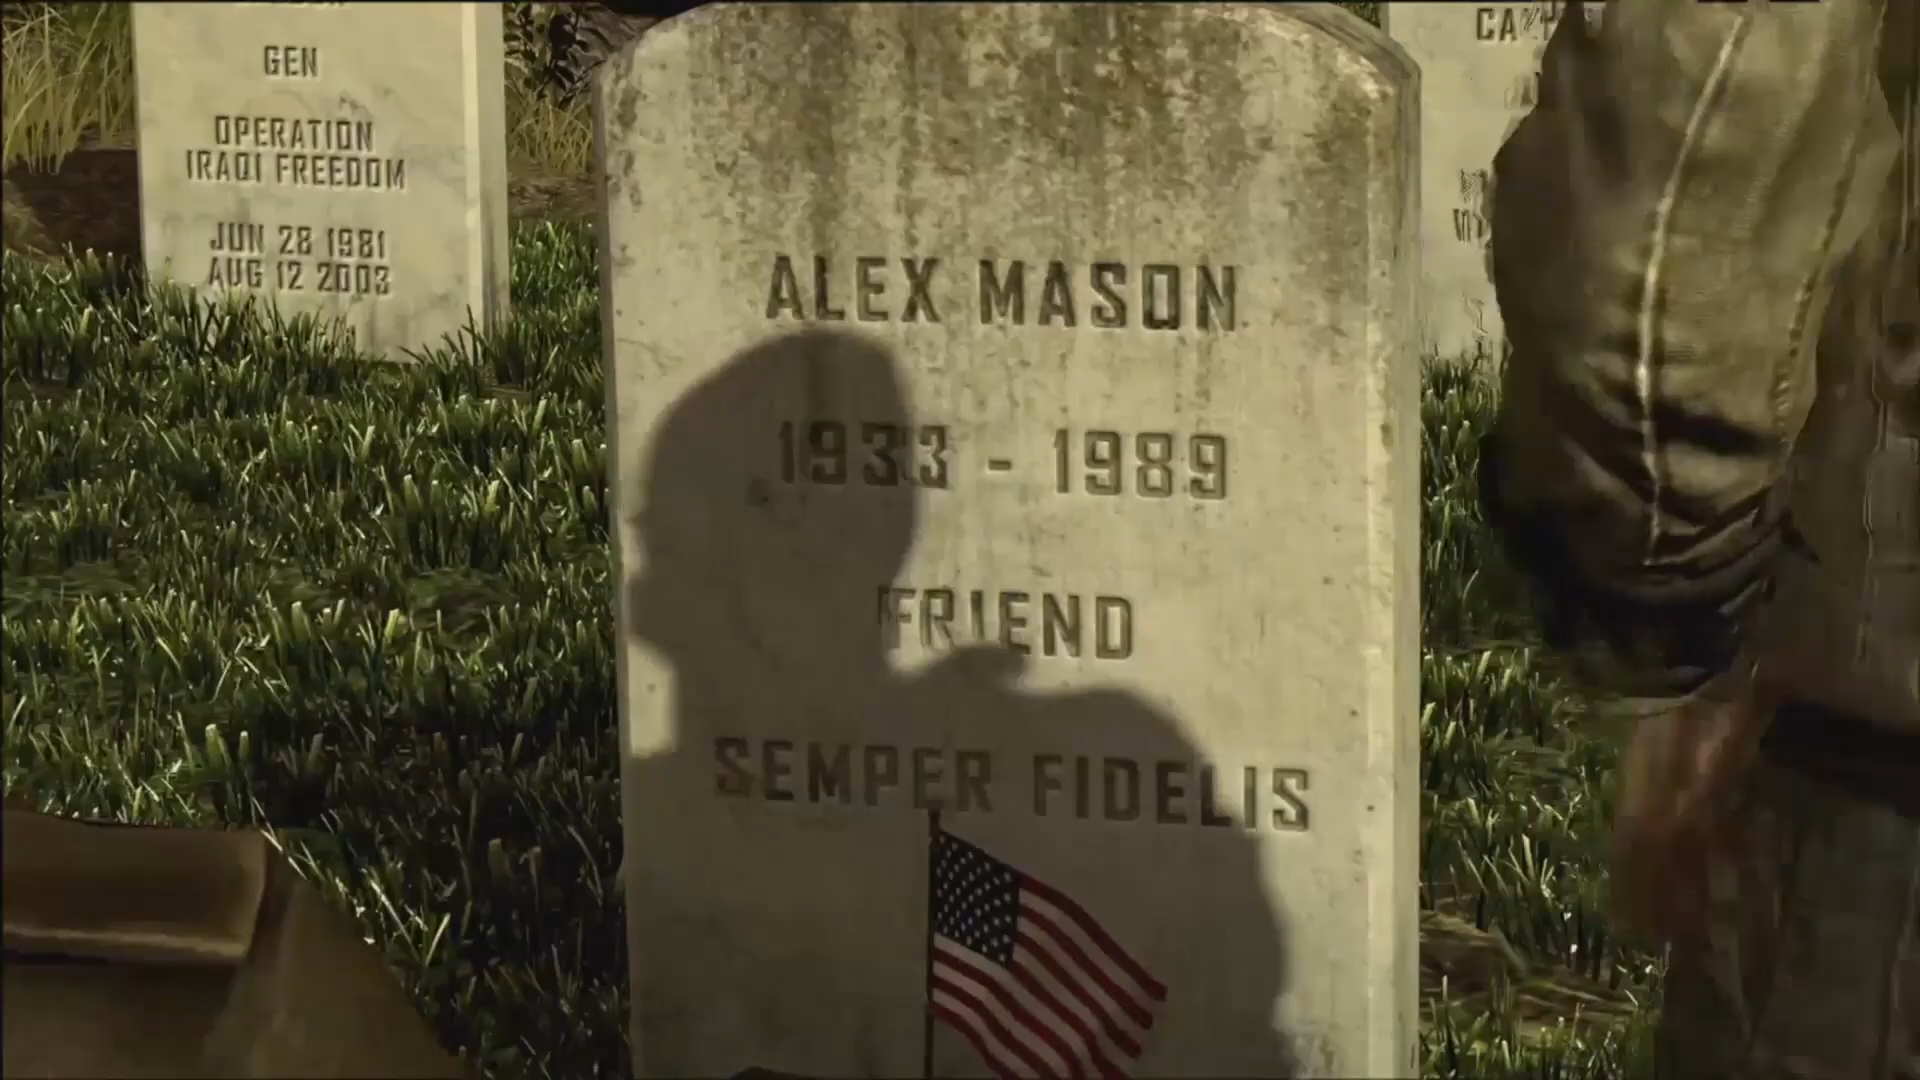 GEN
OPERATION
IRAQI FREEDOM
JUN 28 1981
AUG 12 2003
ALEX MASON
1933 - 1989
FRIEND
SEMPER FIDELIS